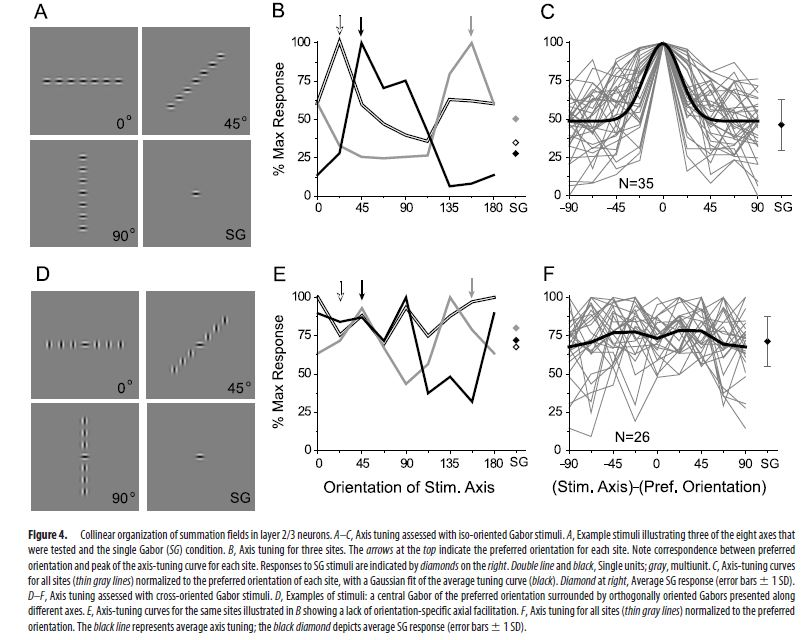 A
B
C
0°
45°
90°
SG
% Max Response
100
75
50
25
0
0 45 90 135 180 SG
100
75
50
25
0
N=35
-90 -45 0 45 90 SG
D
E
F
0°
45°
90°
SG
% Max Response
100
75
50
25
0
0 45 90 135 180 SG
Orientation of Stim. Axis
100
75
50
25
0
N=26
-90 -45 0 45 90 SG
(Stim. Axis)-(Pref. Orientation)
Figure 4. Collinear organization of summation fields in layer 2/3 neurons. A–C, Axis tuning assessed with iso-oriented Gabor stimuli. A, Example stimuli illustrating three of the eight axes that
were tested and the single Gabor (SG) condition. B, Axis tuning for three sites. The arrows at the top indicate the preferred orientation for each site. Note correspondence between preferred
orientation and peak of the axis-tuning curve for each site. Responses to SG stimuli are indicated by diamonds on the right. Double line and black, Single units; gray, multiunit. C, Axis-tuning curves
for all sites (thin gray lines) normalized to the preferred orientation of each site, with a Gaussian fit of the average tuning curve (black). Diamond at right, Average SG response (error bars ± 1 SD).
D–F, Axis tuning assessed with cross-oriented Gabor stimuli. D, Examples of stimuli: a central Gabor of the preferred orientation surrounded by orthogonally oriented Gabors presented along
different axes. E, Axis-tuning curves for the same sites illustrated in B showing a lack of orientation-specific axial facilitation. F, Axis tuning for all sites (thin gray lines) normalized to the preferred
orientation. The black line represents average axis tuning; the black diamond depicts average SG response (error bars ± 1 SD).